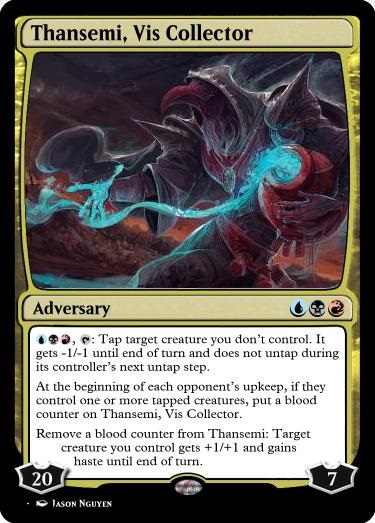 Thansemi, Vis Collector
Adversary
: Tap target creature you don't control. It
gets -1/-1 until end of turn and does not untap during
its controller's next untap step.
At the beginning of each opponent's upkeep, if they
control one or more tapped creatures, put a blood
counter on Thansemi, Vis Collector.
Remove a blood counter from Thansemi: Target
creature you control gets +1/+1 and gains
haste until end of turn.
20
7
Jason Nguyen